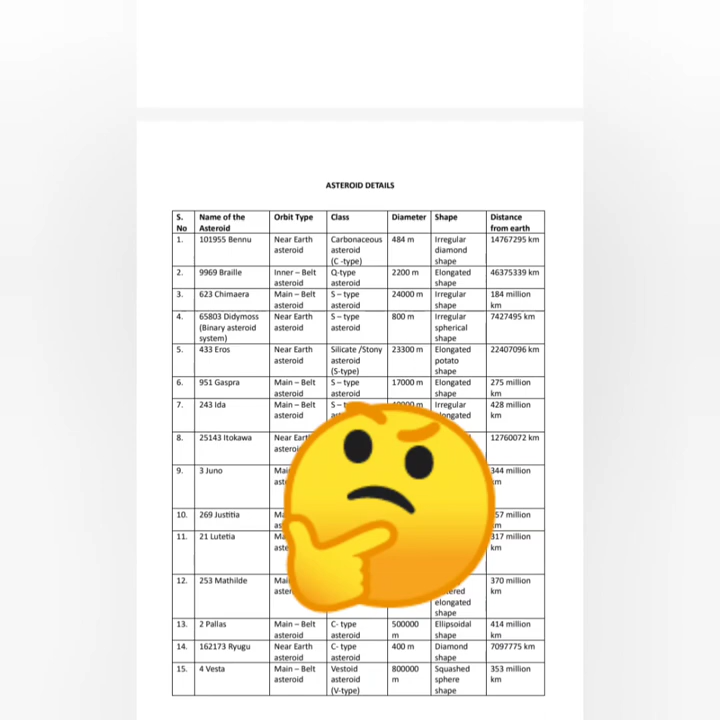 ASTEROID DETAILS
S. No | Name of the Asteroid | Orbit Type | Class | Diameter | Shape | Distance from earth
1. | 101955 Bennu | Near Earth asteroid | Carbonaceous asteroid (C -type) | 484 m | Irregular diamond shape | 14767295 km
2. | 9969 Braille | Inner – Belt asteroid | Q-type asteroid | 2200 m | Elongated shape | 46375339 km
3. | 623 Chimaera | Main – Belt asteroid | S – type asteroid | 24000 m | Irregular shape | 184 million km
4. | 65803 Didymoss (Binary asteroid system) | Near Earth asteroid | S – type asteroid | 800 m | Irregular spherical shape | 7427495 km
5. | 433 Eros | Near Earth asteroid | Silicate /Stony asteroid (S-type) | 23300 m | Elongated potato shape | 22407096 km
6. | 951 Gaspra | Main – Belt asteroid | S – type asteroid | 17000 m | Elongated shape | 275 million km
7. | 243 Ida | Main – Belt asteroid | S – | Irregular | 428 million km
8. | 25143 Itokawa | Near | 12760072 km
9. | 3 Juno | 344 million
10. | 269 Justitia | million
11. | 21 Lutetia | 317 million km
12. | 253 Mathilde | elongated shape | 370 million km
13. | 2 Pallas | Main – Belt asteroid | C- type asteroid | 500000 m | Ellipsoidal shape | 414 million km
14. | 162173 Ryugu | Near Earth asteroid | C- type asteroid | 400 m | Diamond shape | 7097775 km
15. | 4 Vesta | Main – Belt asteroid | Vestoid asteroid (V-type) | 800000 m | Squashed sphere shape | 353 million km